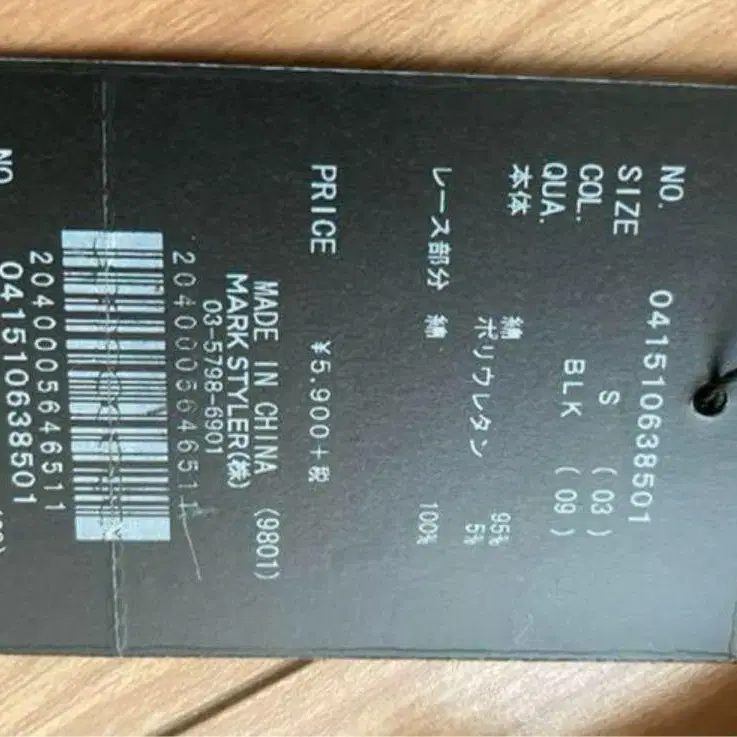 NO. 041510638501
SIZE S (03)
COL. BLK (09)
QUA.
本体 綿 95%
ポリウレタン 5%
レース部分 綿 100%
PRICE ¥5,900+税
MADE IN CHINA (9801)
MARK STYLER(株)
03-5798-6901
2040005646511
2040005646511
NO. 041510638501